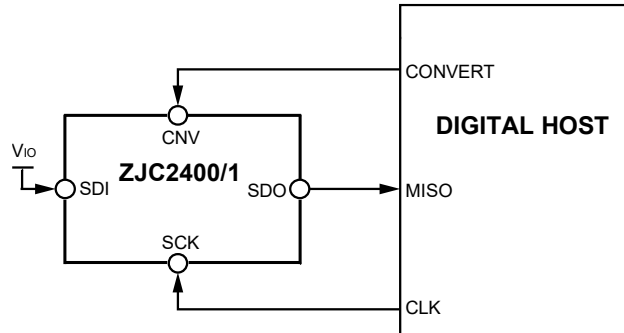 CONVERT
CNV
DIGITAL HOST
VIO
ZJC2400/1
SDI
SDO
MISO
SCK
CLK